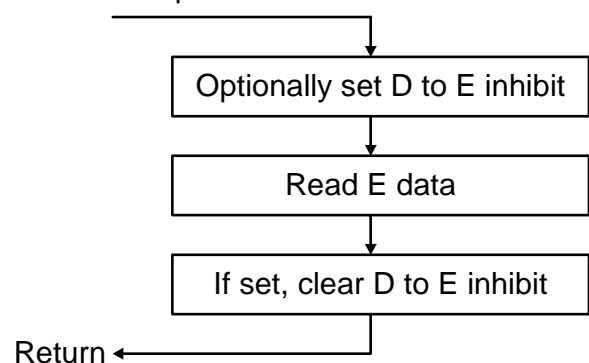 Optionally set D to E inhibit
Read E data
If set, clear D to E inhibit
Return